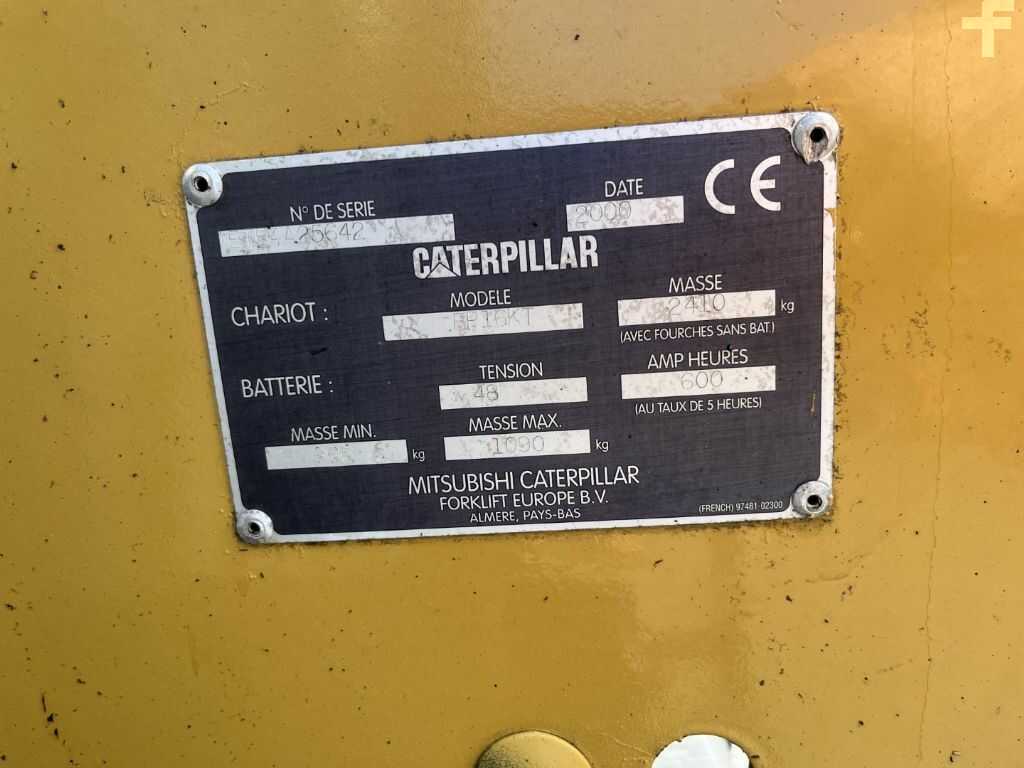 N° DE SERIE
DATE
2000
CE
CATERPILLAR
CHARIOT :
MODELE
MASSE
2410 kg
(AVEC FOURCHES SANS BAT.)
BATTERIE :
TENSION
48
AMP HEURES
600
(AU TAUX DE 5 HEURES)
MASSE MIN.
kg
MASSE MAX.
1090 kg
MITSUBISHI CATERPILLAR
FORKLIFT EUROPE B.V.
ALMERE, PAYS-BAS
(FRENCH) 97481 02300